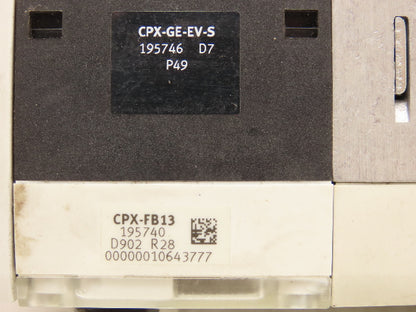 CPX-GE-EV-S
195746 D7
P49
CPX-FB13
195740
D902 R28
00000010643777